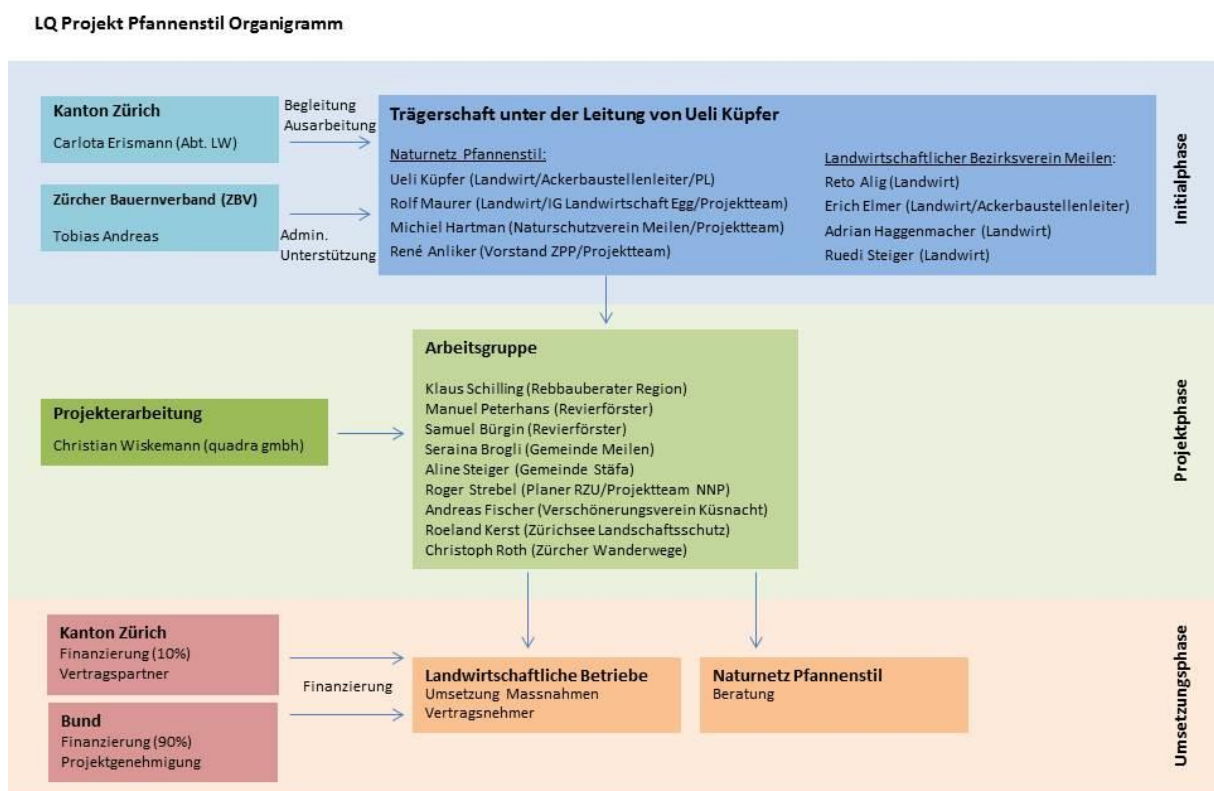 LQ Projekt Pfannenstil Organigramm
Kanton Zürich
Carlota Erismann (Abt. LW)
Begleitung
Ausarbeitung
Zürcher Bauernverband (ZBV)
Tobias Andreas
Admin.
Unterstützung
Trägerschaft unter der Leitung von Ueli Küpfer
Naturnetz Pfannenstil:
Ueli Küpfer (Landwirt/Ackerbaustellenleiter/PL)
Rolf Maurer (Landwirt/IG Landwirtschaft Egg/Projektteam)
Michiel Hartman (Naturschutzverein Meilen/Projektteam)
René Anliker (Vorstand ZPP/Projektteam)
Landwirtschaftlicher Bezirksverein Meilen:
Reto Alig (Landwirt)
Erich Elmer (Landwirt/Ackerbaustellenleiter)
Adrian Haggenmacher (Landwirt)
Ruedi Steiger (Landwirt)
Initialphase
Projekterarbeitung
Christian Wiskemann (quadra gmbh)
Arbeitsgruppe
Klaus Schilling (Rebbauberater Region)
Manuel Peterhans (Revierförster)
Samuel Bürgin (Revierförster)
Seraina Brogli (Gemeinde Meilen)
Aline Steiger (Gemeinde Stäfa)
Roger Strebel (Planer RZU/Projektteam NNP)
Andreas Fischer (Verschönerungsverein Küsnacht)
Roeland Kerst (Zürichsee Landschaftsschutz)
Christoph Roth (Zürcher Wanderwege)
Projektphase
Kanton Zürich
Finanzierung (10%)
Vertragspartner
Bund
Finanzierung (90%)
Projektgenehmigung
Finanzierung
Landwirtschaftliche Betriebe
Umsetzung Massnahmen
Vertragsnehmer
Naturnetz Pfannenstil
Beratung
Umsetzungsphase